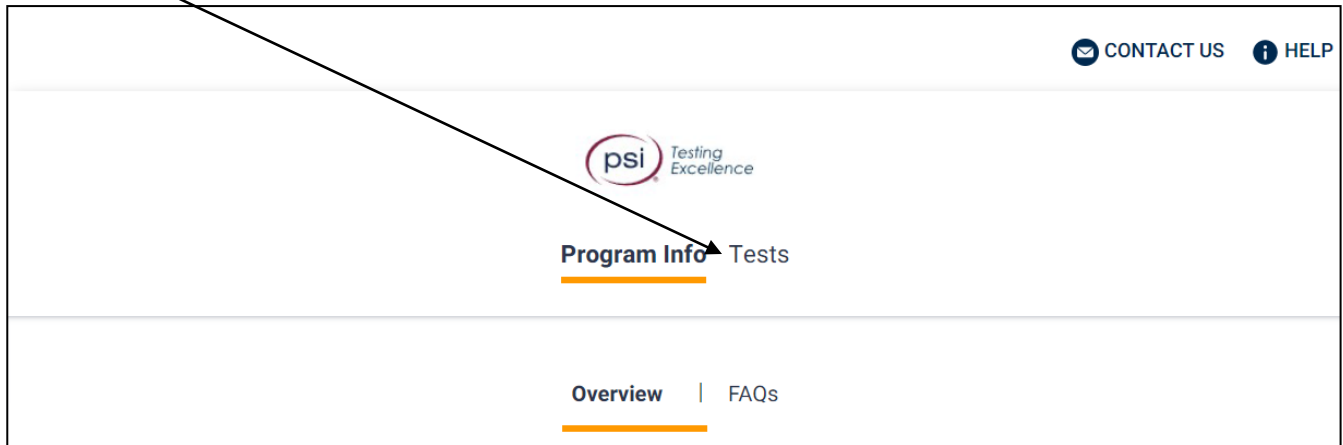 CONTACT US HELP
psi Testing
Excellence
Program Info Tests
Overview | FAQs